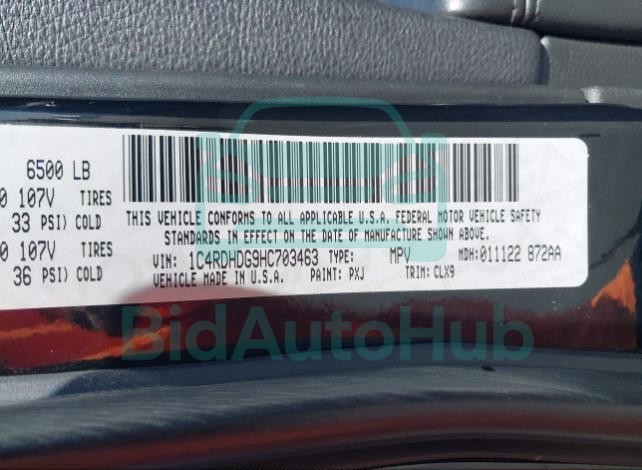 6500 LB
0 107V TIRES
33 PSI) COLD
0 107V TIRES
36 PSI) COLD
THIS VEHICLE CONFORMS TO ALL APPLICABLE U.S.A. FEDERAL MOTOR VEHICLE SAFETY
STANDARDS IN EFFECT ON THE DATE OF MANUFACTURE SHOWN ABOVE.
VIN: 1C4RDHDG9HC703463 TYPE: MPV MDH:011122 872AA
VEHICLE MADE IN U.S.A. PAINT: PXJ TRIM: CLX9
BidAutoHub